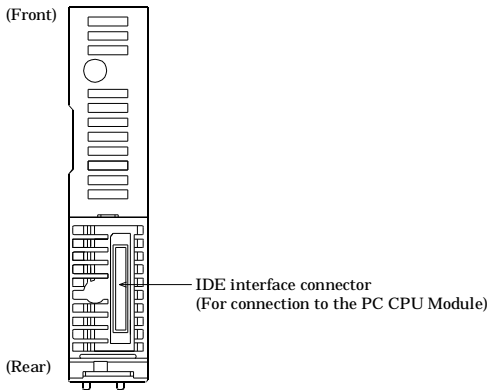 (Front)
IDE interface connector
(For connection to the PC CPU Module)
(Rear)